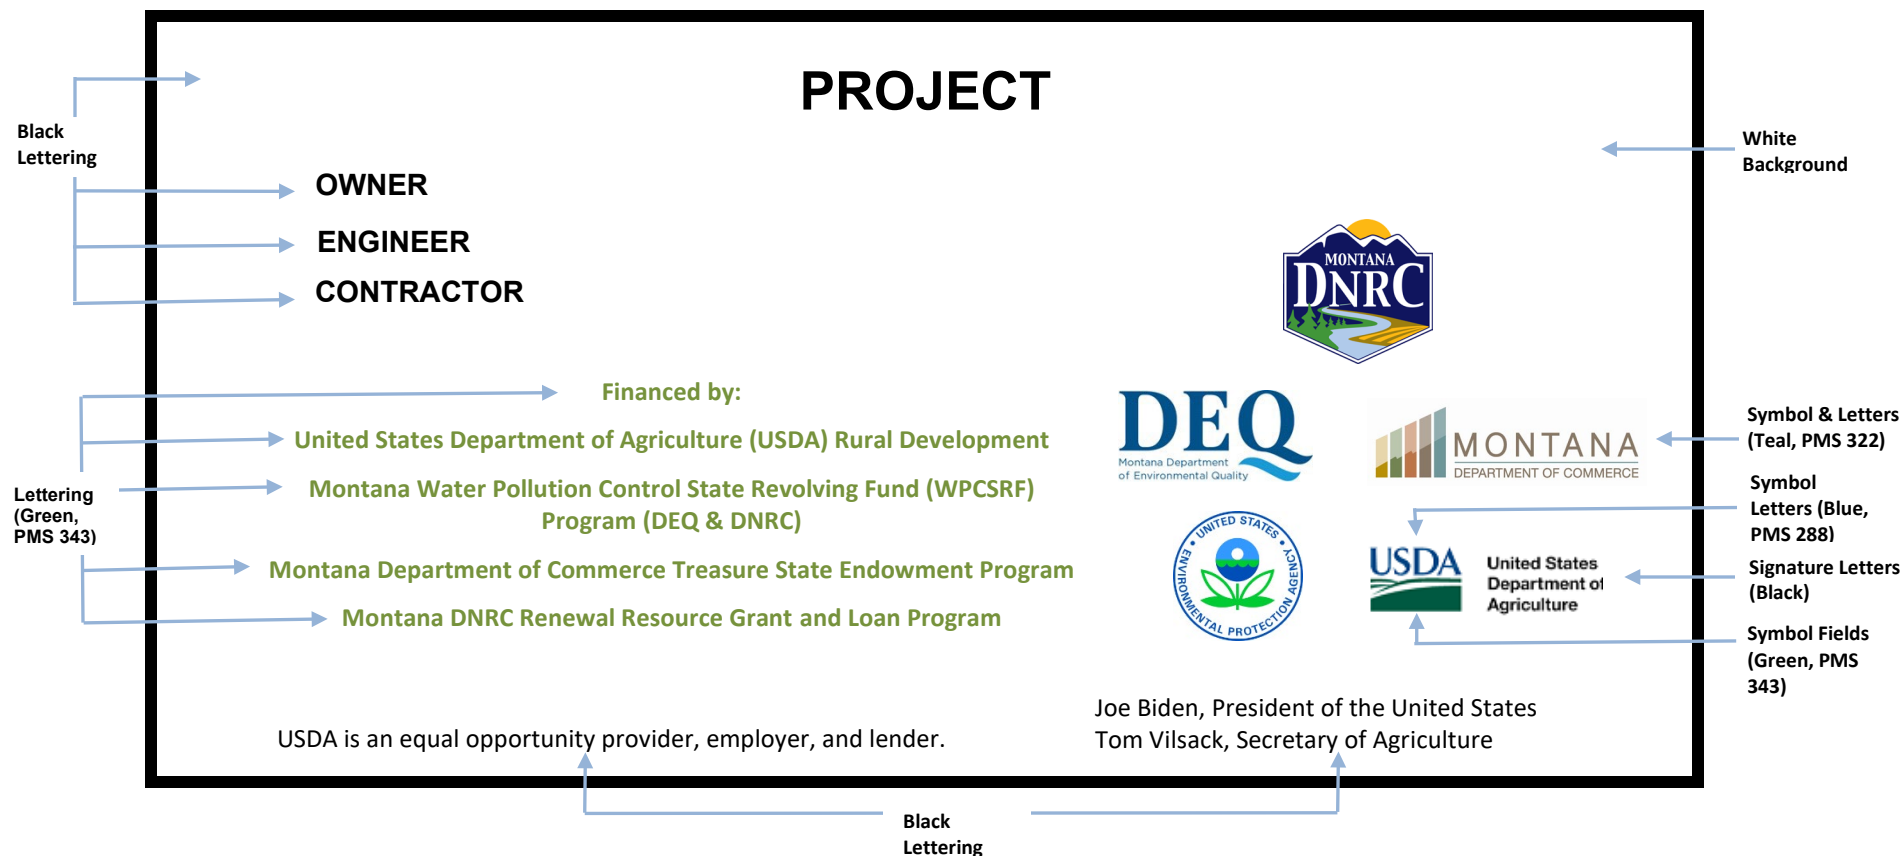 PROJECT
Black
Lettering
White
Background
OWNER
ENGINEER
CONTRACTOR
MONTANA
DNRC
Financed by:
United States Department of Agriculture (USDA) Rural Development
Montana Water Pollution Control State Revolving Fund (WPCSRF)
Program (DEQ & DNRC)
Montana Department of Commerce Treasure State Endowment Program
Montana DNRC Renewal Resource Grant and Loan Program
Lettering
(Green,
PMS 343)
DEQ
Montana Department
of Environmental Quality
MONTANA
DEPARTMENT OF COMMERCE
Symbol & Letters
(Teal, PMS 322)
UNITED STATES
ENVIRONMENTAL PROTECTION AGENCY
USDA
United States
Department of
Agriculture
Symbol
Letters (Blue,
PMS 288)
Signature Letters
(Black)
Symbol Fields
(Green, PMS
343)
USDA is an equal opportunity provider, employer, and lender.
Joe Biden, President of the United States
Tom Vilsack, Secretary of Agriculture
Black
Lettering